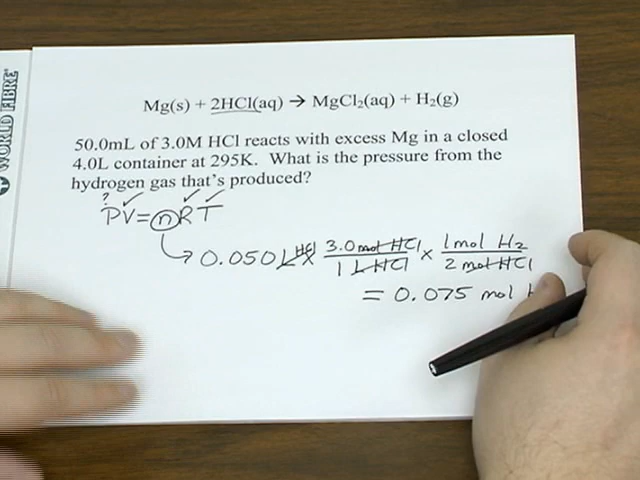 WORLD FIBRE
Mg(s) + 2HCl(aq) → MgCl₂(aq) + H₂(g)
50.0mL of 3.0M HCl reacts with excess Mg in a closed
4.0L container at 295K. What is the pressure from the
hydrogen gas that's produced?
? ✓ ✓ ✓
PV=nRT
→ 0.050L HCl × 3.0 mol HCl / 1 L HCl × 1 mol H₂ / 2 mol HCl
= 0.075 mol